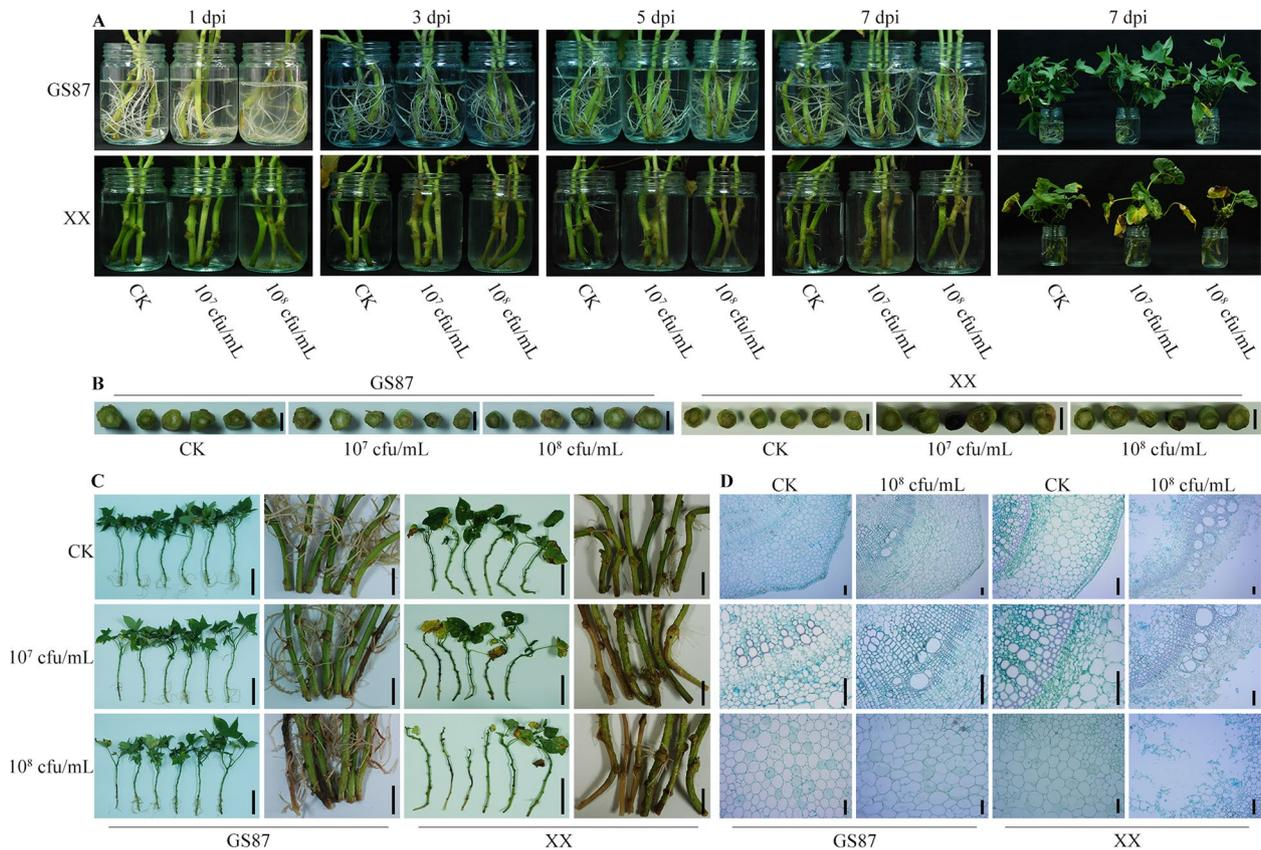 A 1 dpi 3 dpi 5 dpi 7 dpi 7 dpi
GS87
XX
CK 10⁷ cfu/mL 10⁸ cfu/mL CK 10⁷ cfu/mL 10⁸ cfu/mL CK 10⁷ cfu/mL 10⁸ cfu/mL CK 10⁷ cfu/mL 10⁸ cfu/mL CK 10⁷ cfu/mL 10⁸ cfu/mL
B GS87 XX
CK 10⁷ cfu/mL 10⁸ cfu/mL CK 10⁷ cfu/mL 10⁸ cfu/mL
C D
CK 10⁸ cfu/mL CK 10⁸ cfu/mL
CK
10⁷ cfu/mL
10⁸ cfu/mL
GS87 XX GS87 XX